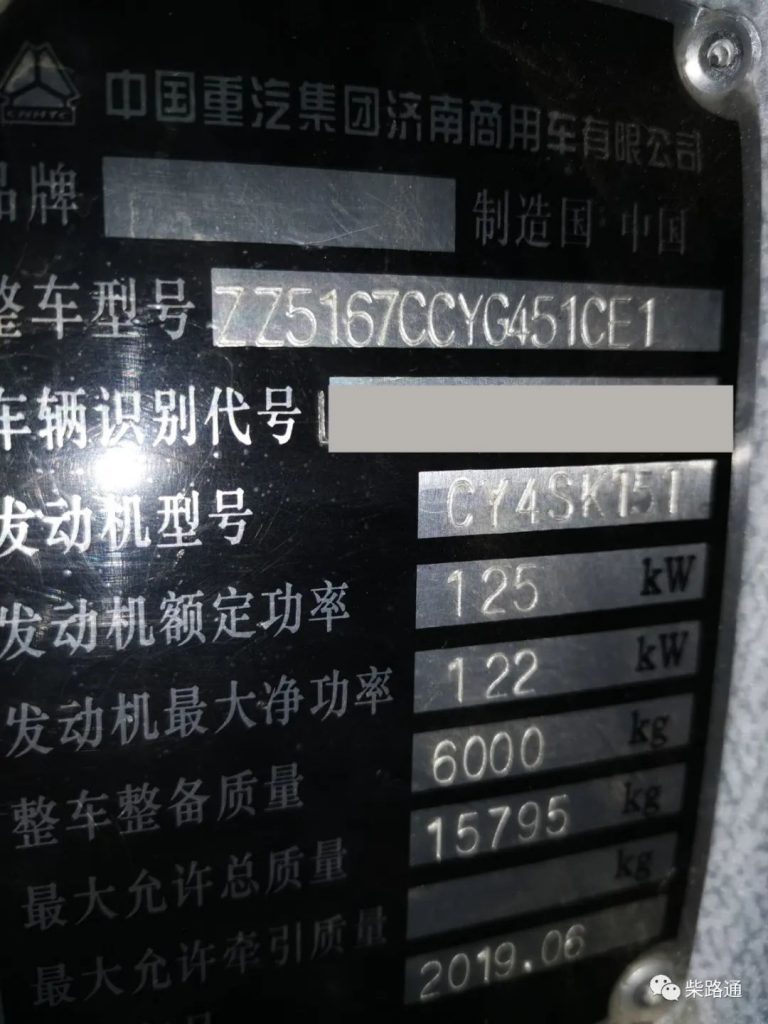 CNHTC
中国重汽集团济南商用车有限公司
品牌 制造国 中国
整车型号 ZZ5167CCYG451CE1
车辆识别代号 L
发动机型号 CY4SK151
发动机额定功率 125 kW
发动机最大净功率 122 kW
整车整备质量 6000 kg
最大允许总质量 15795 kg
最大允许牵引质量 kg
2019.06
柴路通